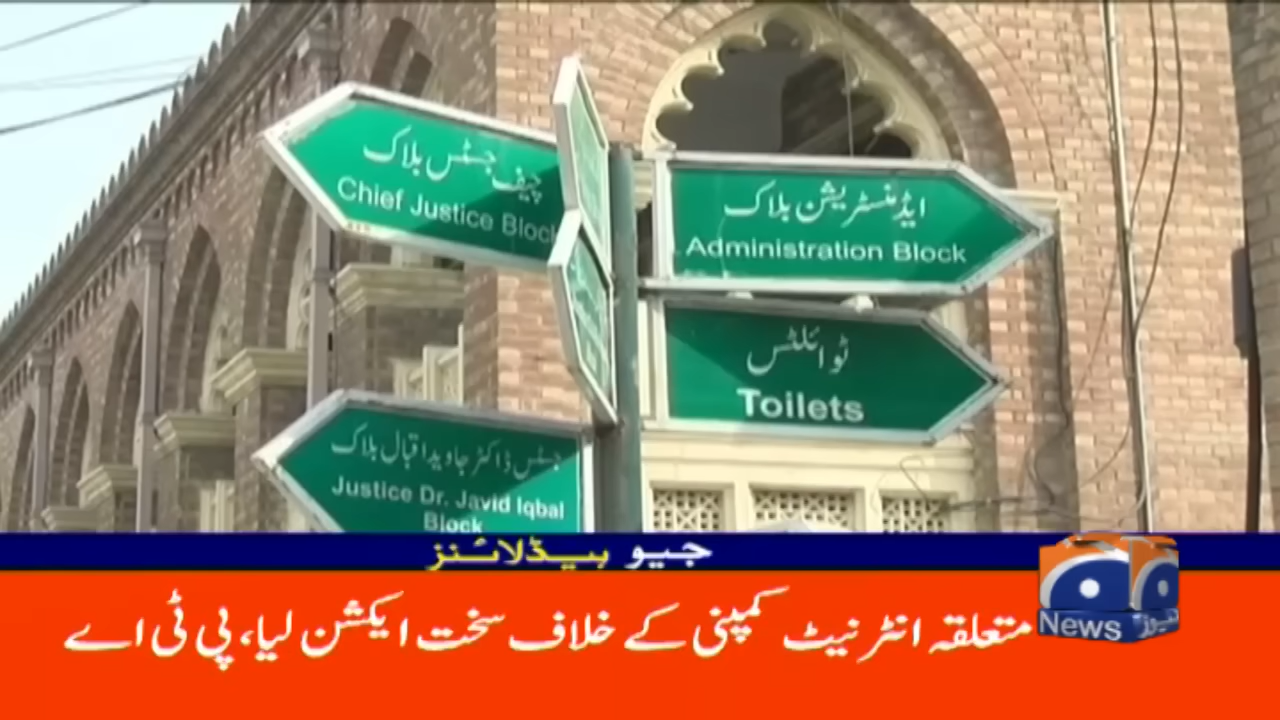 چیف جسٹس بلاک
Chief Justice Block
ایڈمنسٹریشن بلاک
Administration Block
ٹوائلٹس
Toilets
جسٹس ڈاکٹر جاوید اقبال بلاک
Justice Dr. Javid Iqbal
Block
جیو ہیڈلائنز
متعلقہ انٹرنیٹ کمپنی کے خلاف سخت ایکشن لیا، پی ٹی اے
News نیوز